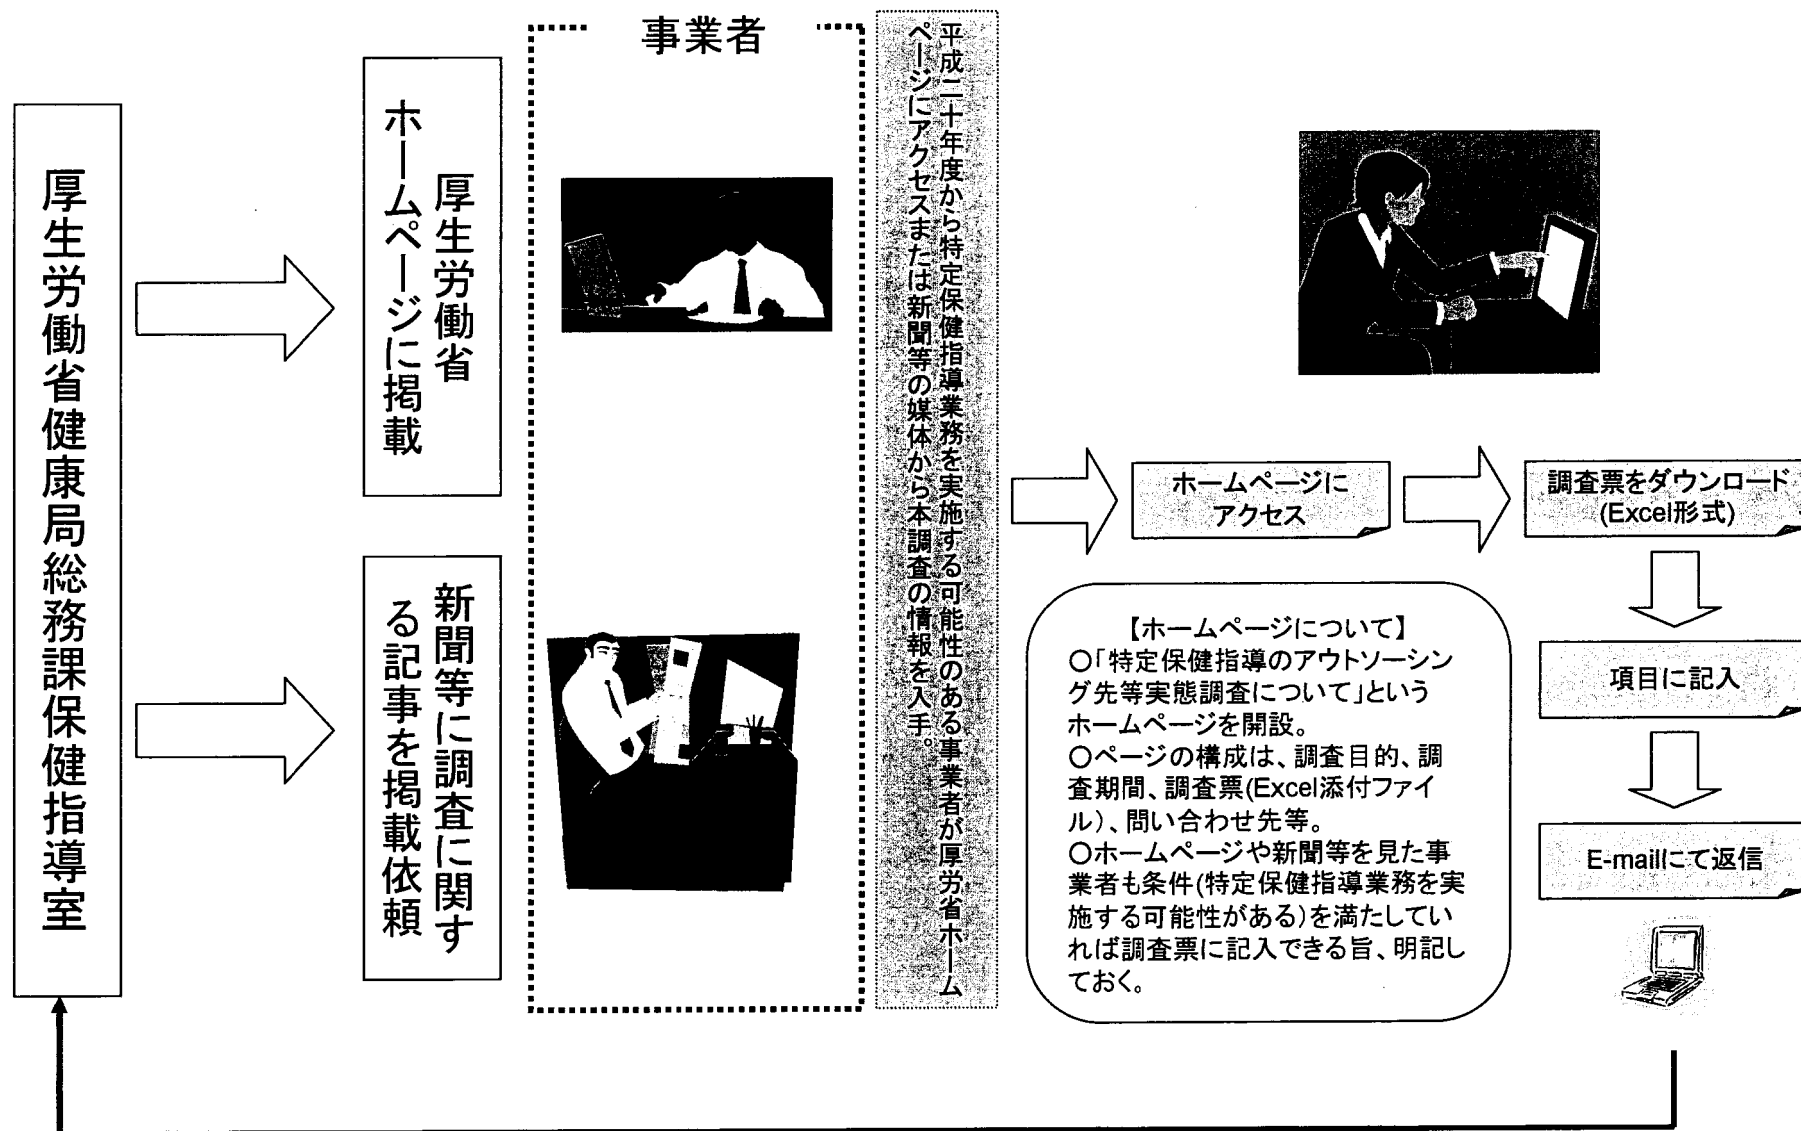 厚生労働省健康局総務課保健指導室
厚生労働省
ホームページに掲載
新聞等に調査に関す
る記事を掲載依頼
事業者
平成二十年度から特定保健指導業務を実施する可能性のある事業者が厚労省ホーム
ページにアクセスまたは新聞等の媒体から本調査の情報を入手。
ホームページに
アクセス
調査票をダウンロード
(Excel形式)
項目に記入
E-mailにて返信
【ホームページについて】
○「特定保健指導のアウトソーシン
グ先等実態調査について」という
ホームページを開設。
○ページの構成は、調査目的、調
査期間、調査票(Excel添付ファイ
ル)、問い合わせ先等。
○ホームページや新聞等を見た事
業者も条件(特定保健指導業務を実
施する可能性がある)を満たしてい
れば調査票に記入できる旨、明記し
ておく。